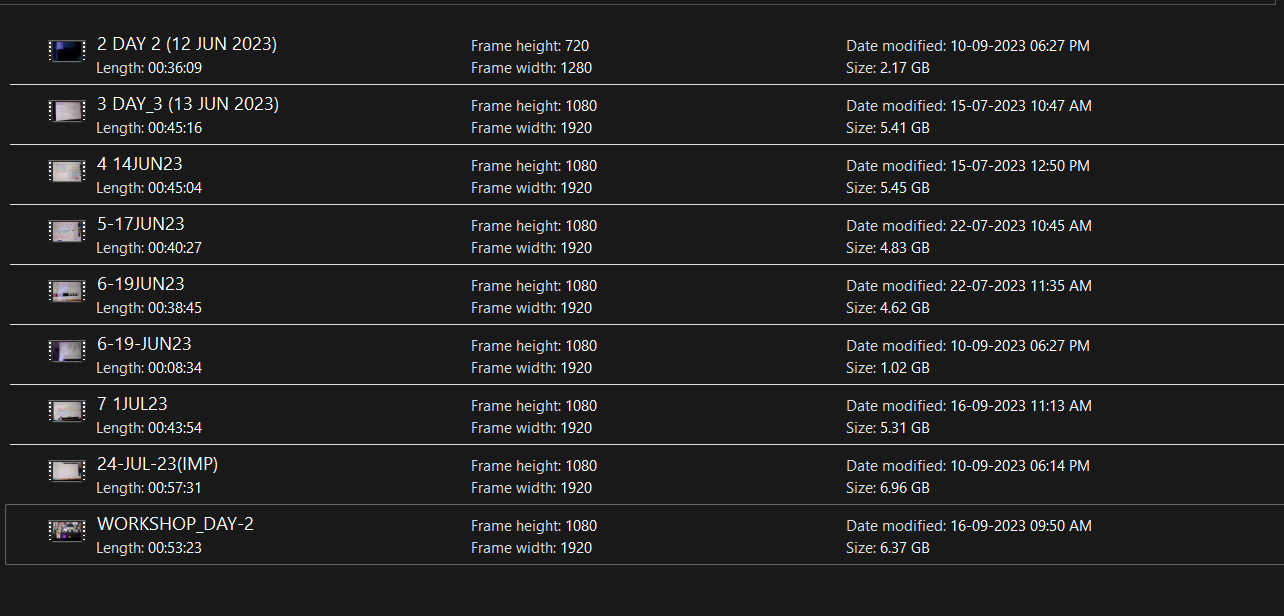 2 DAY 2 (12 JUN 2023) Frame height: 720 Date modified: 10-09-2023 06:27 PM
Length: 00:36:09 Frame width: 1280 Size: 2.17 GB
3 DAY_3 (13 JUN 2023) Frame height: 1080 Date modified: 15-07-2023 10:47 AM
Length: 00:45:16 Frame width: 1920 Size: 5.41 GB
4 14JUN23 Frame height: 1080 Date modified: 15-07-2023 12:50 PM
Length: 00:45:04 Frame width: 1920 Size: 5.45 GB
5-17JUN23 Frame height: 1080 Date modified: 22-07-2023 10:45 AM
Length: 00:40:27 Frame width: 1920 Size: 4.83 GB
6-19JUN23 Frame height: 1080 Date modified: 22-07-2023 11:35 AM
Length: 00:38:45 Frame width: 1920 Size: 4.62 GB
6-19-JUN23 Frame height: 1080 Date modified: 10-09-2023 06:27 PM
Length: 00:08:34 Frame width: 1920 Size: 1.02 GB
7 1JUL23 Frame height: 1080 Date modified: 16-09-2023 11:13 AM
Length: 00:43:54 Frame width: 1920 Size: 5.31 GB
24-JUL-23(IMP) Frame height: 1080 Date modified: 10-09-2023 06:14 PM
Length: 00:57:31 Frame width: 1920 Size: 6.96 GB
WORKSHOP_DAY-2 Frame height: 1080 Date modified: 16-09-2023 09:50 AM
Length: 00:53:23 Frame width: 1920 Size: 6.37 GB